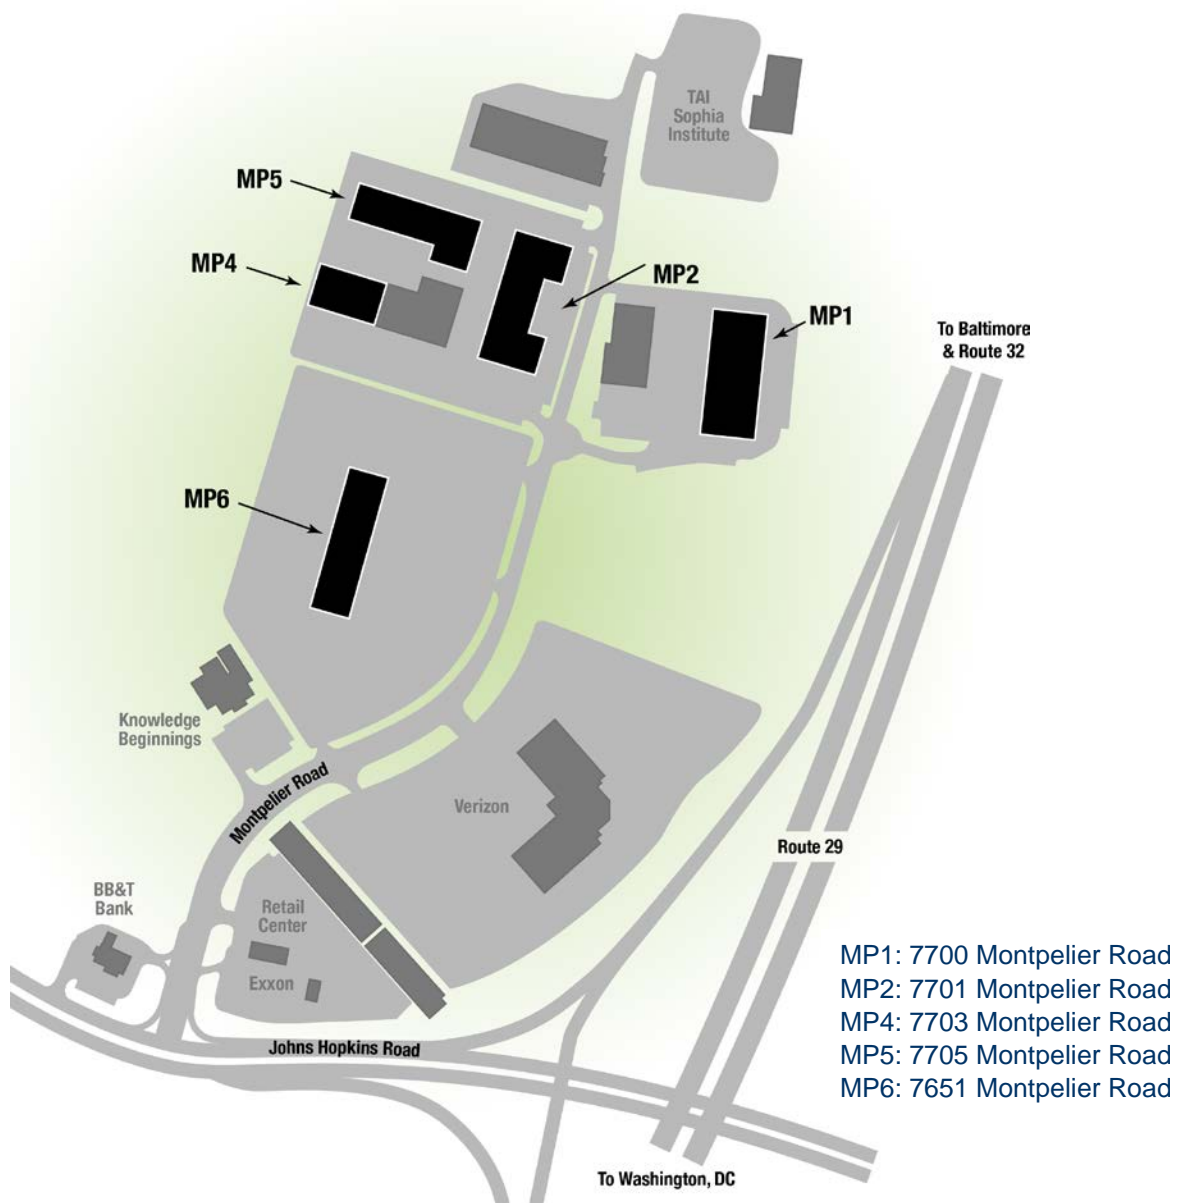 TAI
Sophia
Institute
MP5
MP4
MP2
MP1
To Baltimore
& Route 32
MP6
Knowledge
Beginnings
Montpelier Road
Verizon
Route 29
BB&T
Bank
Retail
Center
Exxon
MP1: 7700 Montpelier Road
MP2: 7701 Montpelier Road
MP4: 7703 Montpelier Road
MP5: 7705 Montpelier Road
MP6: 7651 Montpelier Road
Johns Hopkins Road
To Washington, DC